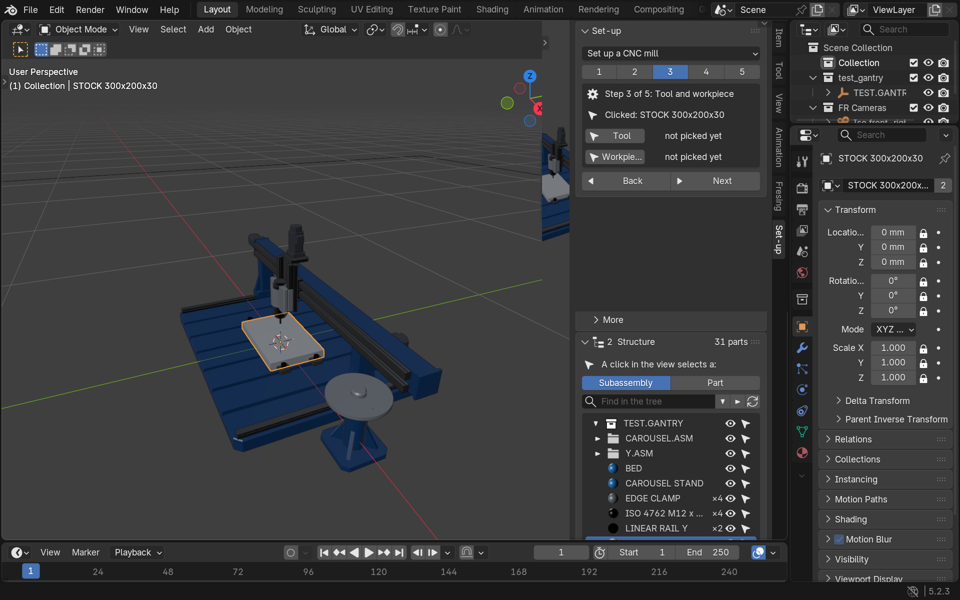 File Edit Render Window Help Layout Modeling Sculpting UV Editing Texture Paint Shading Animation Rendering Compositing Scene ViewLayer
Object Mode View Select Add Object Global
User Perspective
(1) Collection | STOCK 300x200x30
Z
X
Set-up
Set up a CNC mill
1 2 3 4 5
Step 3 of 5: Tool and workpiece
Clicked: STOCK 300x200x30
Tool not picked yet
Workpie... not picked yet
Back Next
More
2 Structure 31 parts
A click in the view selects a:
Subassembly Part
Find in the tree
TEST.GANTRY
CAROUSEL.ASM
Y.ASM
BED
CAROUSEL STAND
EDGE CLAMP ×4
ISO 4762 M12 x ... ×4
LINEAR RAIL Y ×2
Item
Tool
View
Animation
Fresing
Set-up
Search
Scene Collection
Collection
test_gantry
TEST.GANTR
FR Cameras
Search
STOCK 300x200x30
STOCK 300x200x... 2
Transform
Locatio... 0 mm
Y 0 mm
Z 0 mm
Rotatio... 0°
Y 0°
Z 0°
Mode XYZ ...
Scale X 1.000
Y 1.000
Z 1.000
Delta Transform
Parent Inverse Transform
Relations
Collections
Instancing
Motion Paths
Shading
Motion Blur
Visibility
Viewport Display
View Marker Playback 1 Start 1 End 250
1 24 48 72 96 120 144 168 192 216 240
5.2.3